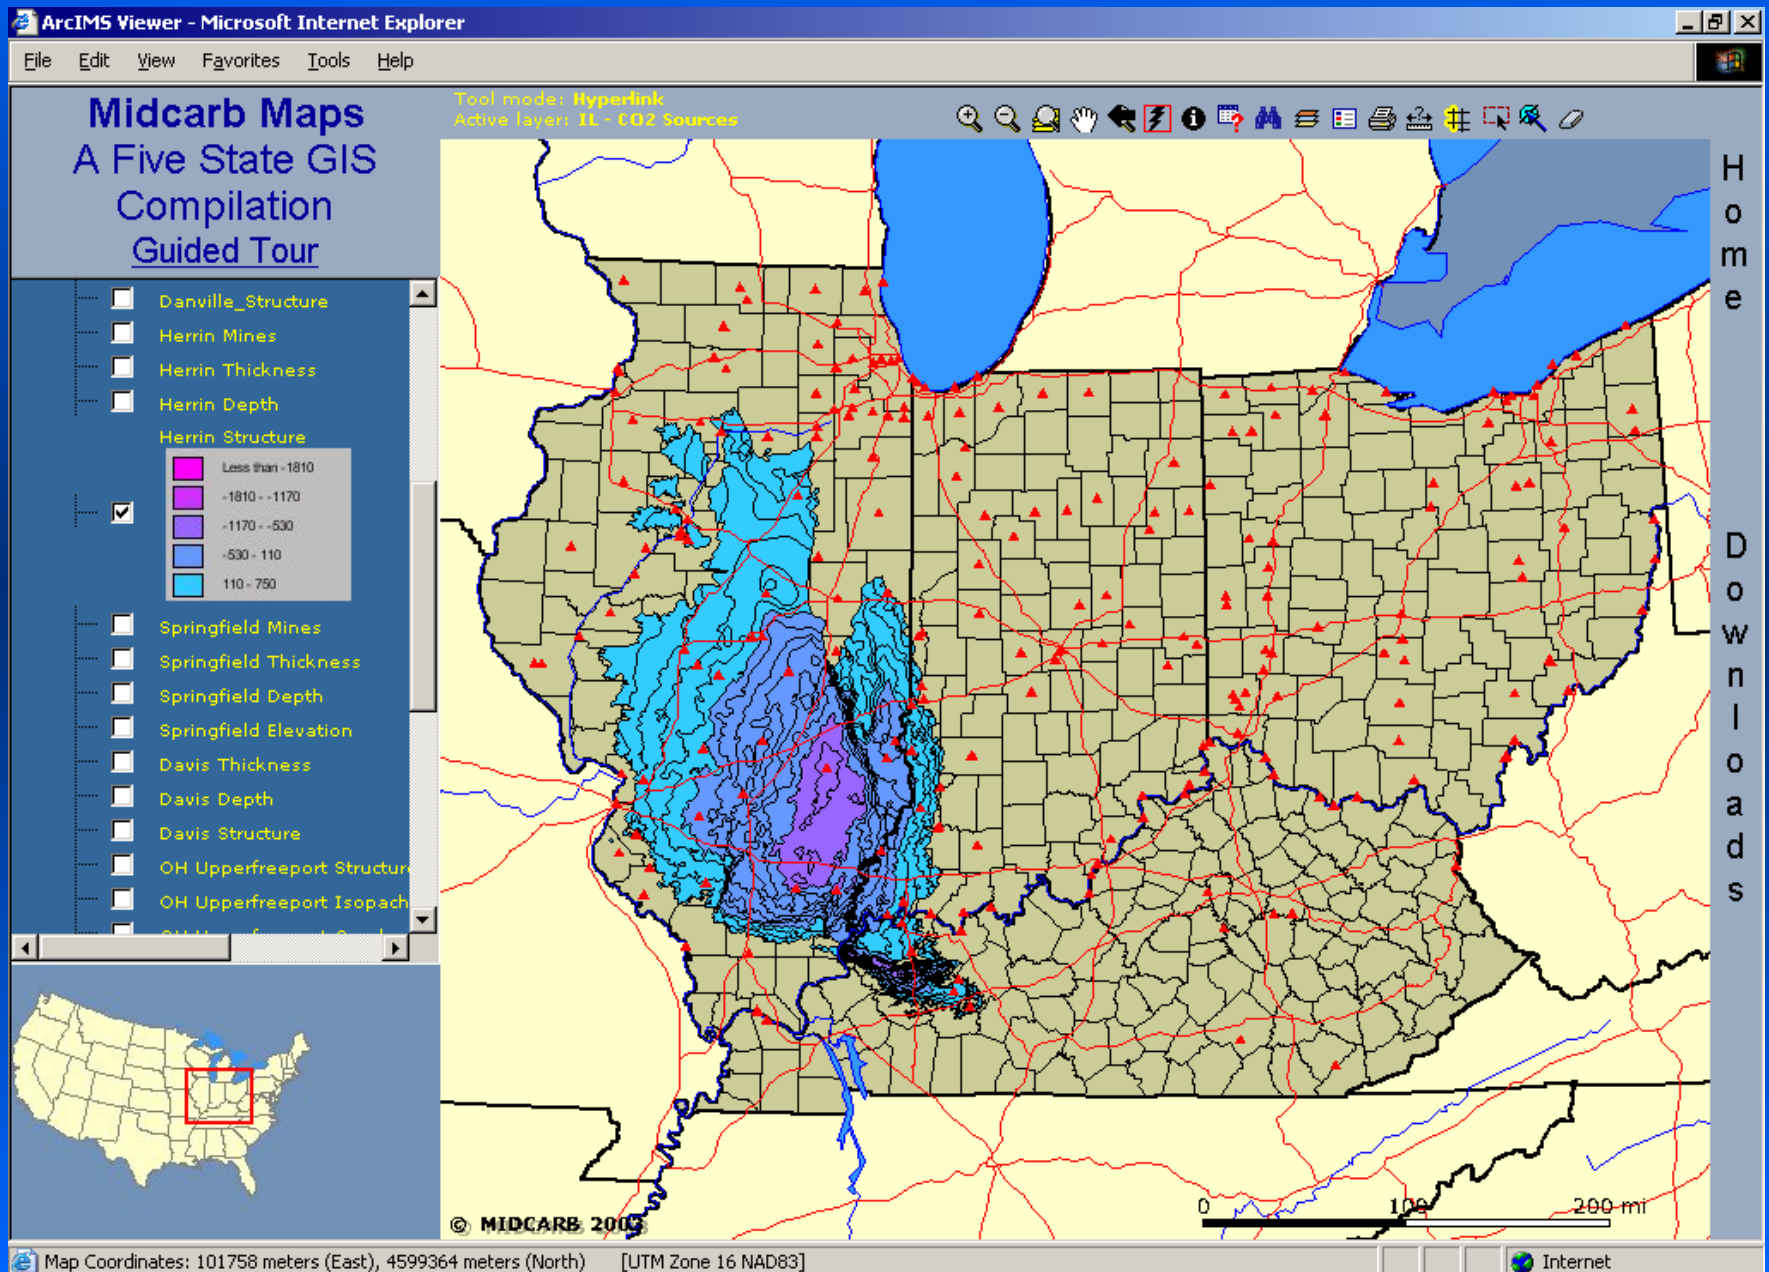 ArcIMS Viewer - Microsoft Internet Explorer
File Edit View Favorites Tools Help
Midcarb Maps
A Five State GIS
Compilation
Guided Tour
Tool mode: Hyperlink
Active layer: IL - CO2 Sources
Danville_Structure
Herrin Mines
Herrin Thickness
Herrin Depth
Herrin Structure
Less than -1810
-1810 - -1170
-1170 - -530
-530 - 110
110 - 750
Springfield Mines
Springfield Thickness
Springfield Depth
Springfield Elevation
Davis Thickness
Davis Depth
Davis Structure
OH Upperfreeport Structure
OH Upperfreeport Isopach
Home
Downloads
0 100 200 mi
© MIDCARB 2003
Map Coordinates: 101758 meters (East), 4599364 meters (North) [UTM Zone 16 NAD83]
Internet